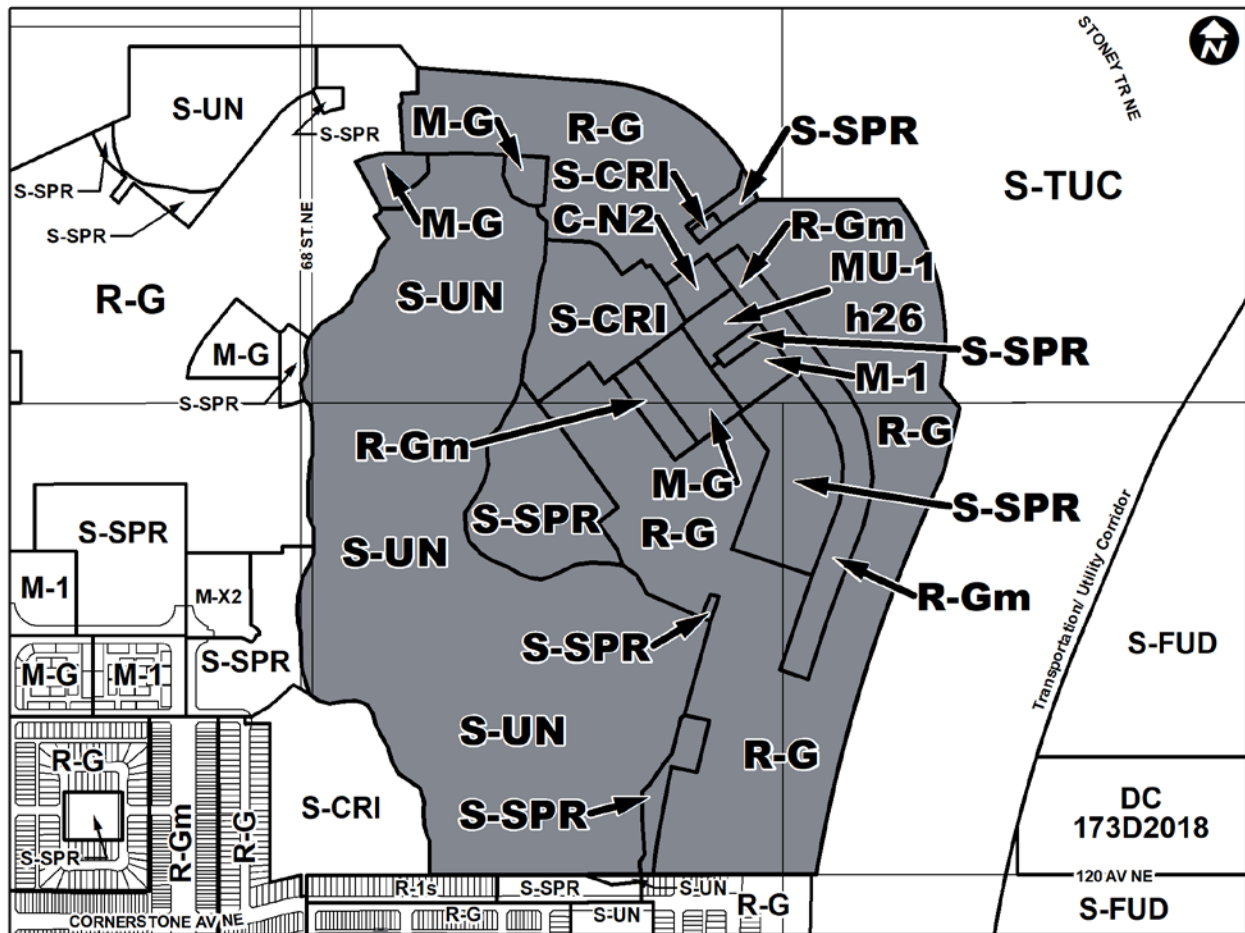 N
STONEY TR NE
S-UN
S-SPR
S-SPR
S-SPR
68 ST. NE
M-G
R-G
S-SPR
S-CRI
S-TUC
M-G
C-N2
R-Gm
MU-1
h26
R-G
S-UN
S-CRI
S-SPR
M-G
M-1
S-SPR
R-G
R-Gm
M-G
S-SPR
S-SPR
R-G
S-SPR
S-UN
Transportation/ Utility Corridor
M-1
M-X2
R-Gm
S-SPR
S-SPR
S-FUD
M-G
M-1
S-UN
R-G
R-G
S-CRI
S-SPR
DC
173D2018
R-Gm
R-G
S-SPR
120 AV NE
R-1s
S-SPR
S-UN
R-G
S-FUD
CORNERSTONE AV NE
R-G
S-UN